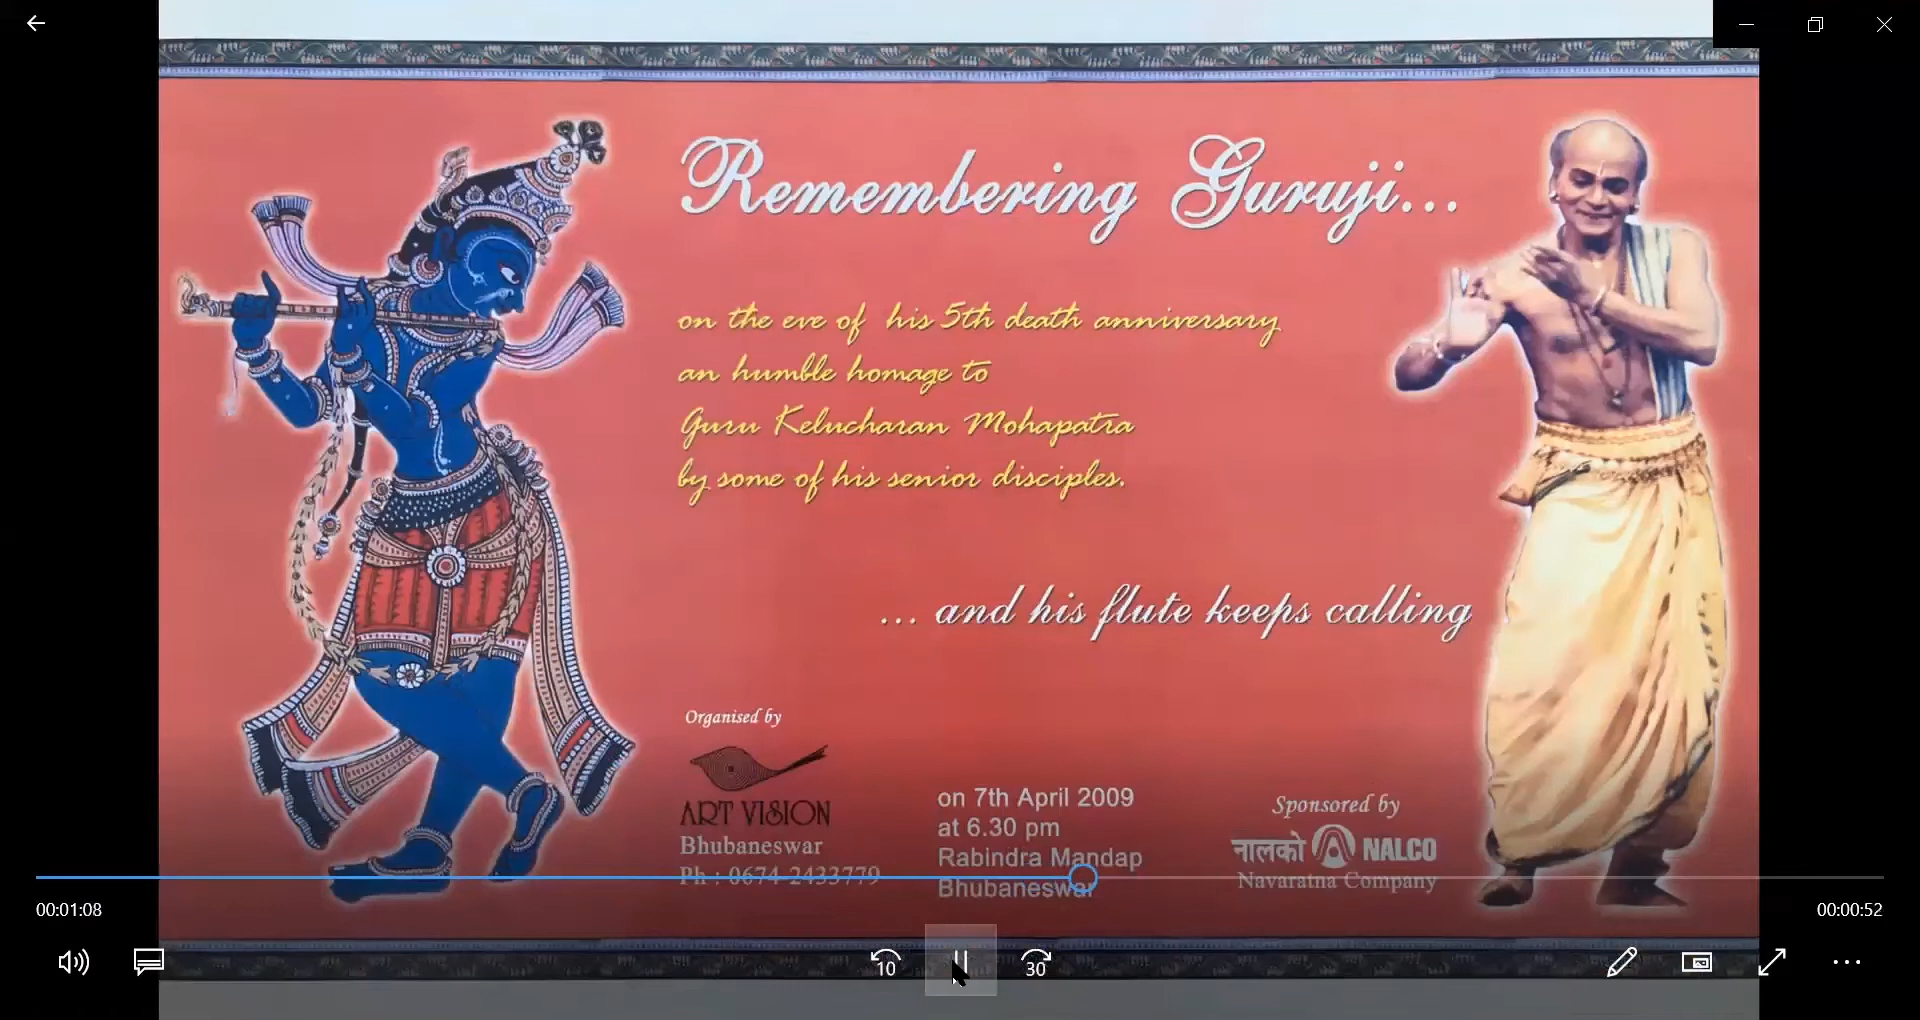 Remembering Guruji...
on the eve of his 5th death anniversary
an humble homage to
Guru Kelucharan Mohapatra
by some of his senior disciples.
... and his flute keeps calling
Organised by
ART VISION
Bhubaneswar
Ph : 0674-2433779
on 7th April 2009
at 6.30 pm
Rabindra Mandap
Bhubaneswar
Sponsored by
नालको NALCO
Navaratna Company
00:01:08
00:00:52
10
30